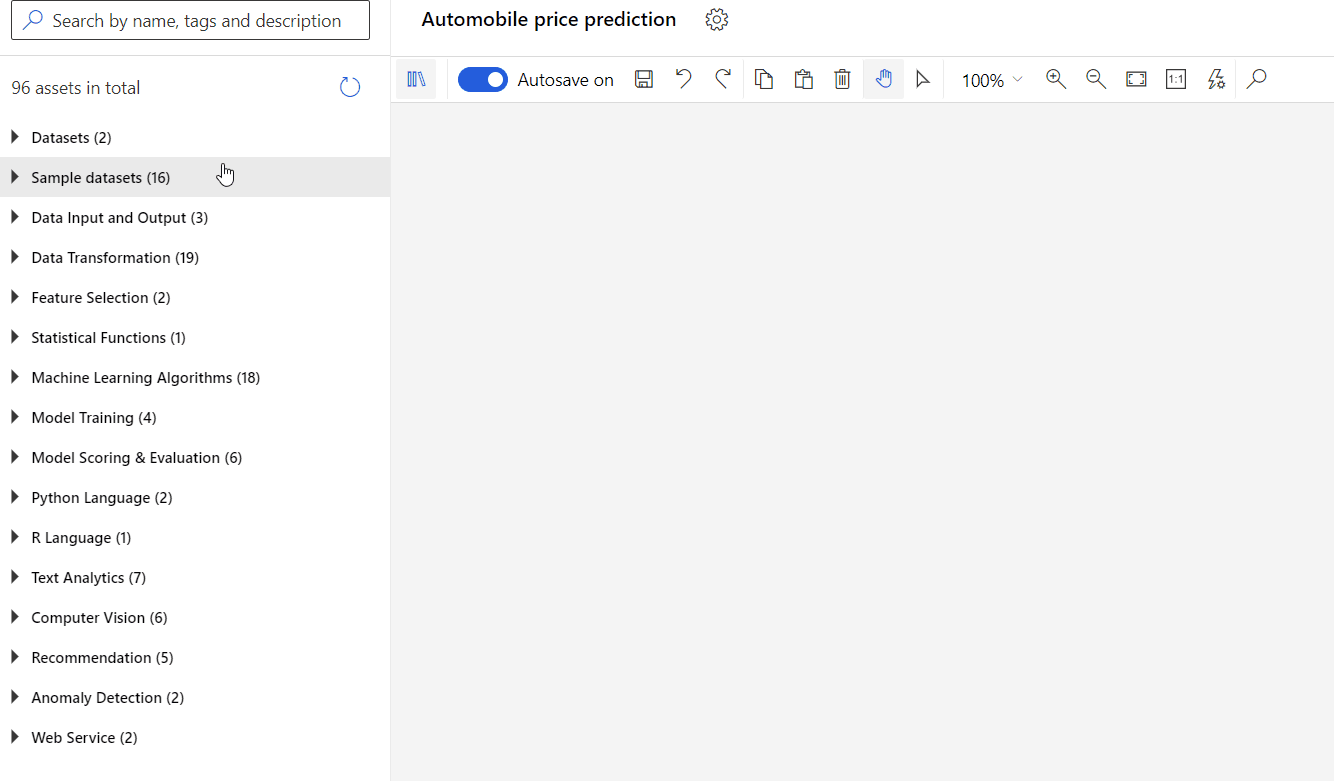 Search by name, tags and description
Automobile price prediction
96 assets in total
Autosave on
100%
1:1
Datasets (2)
Sample datasets (16)
Data Input and Output (3)
Data Transformation (19)
Feature Selection (2)
Statistical Functions (1)
Machine Learning Algorithms (18)
Model Training (4)
Model Scoring & Evaluation (6)
Python Language (2)
R Language (1)
Text Analytics (7)
Computer Vision (6)
Recommendation (5)
Anomaly Detection (2)
Web Service (2)